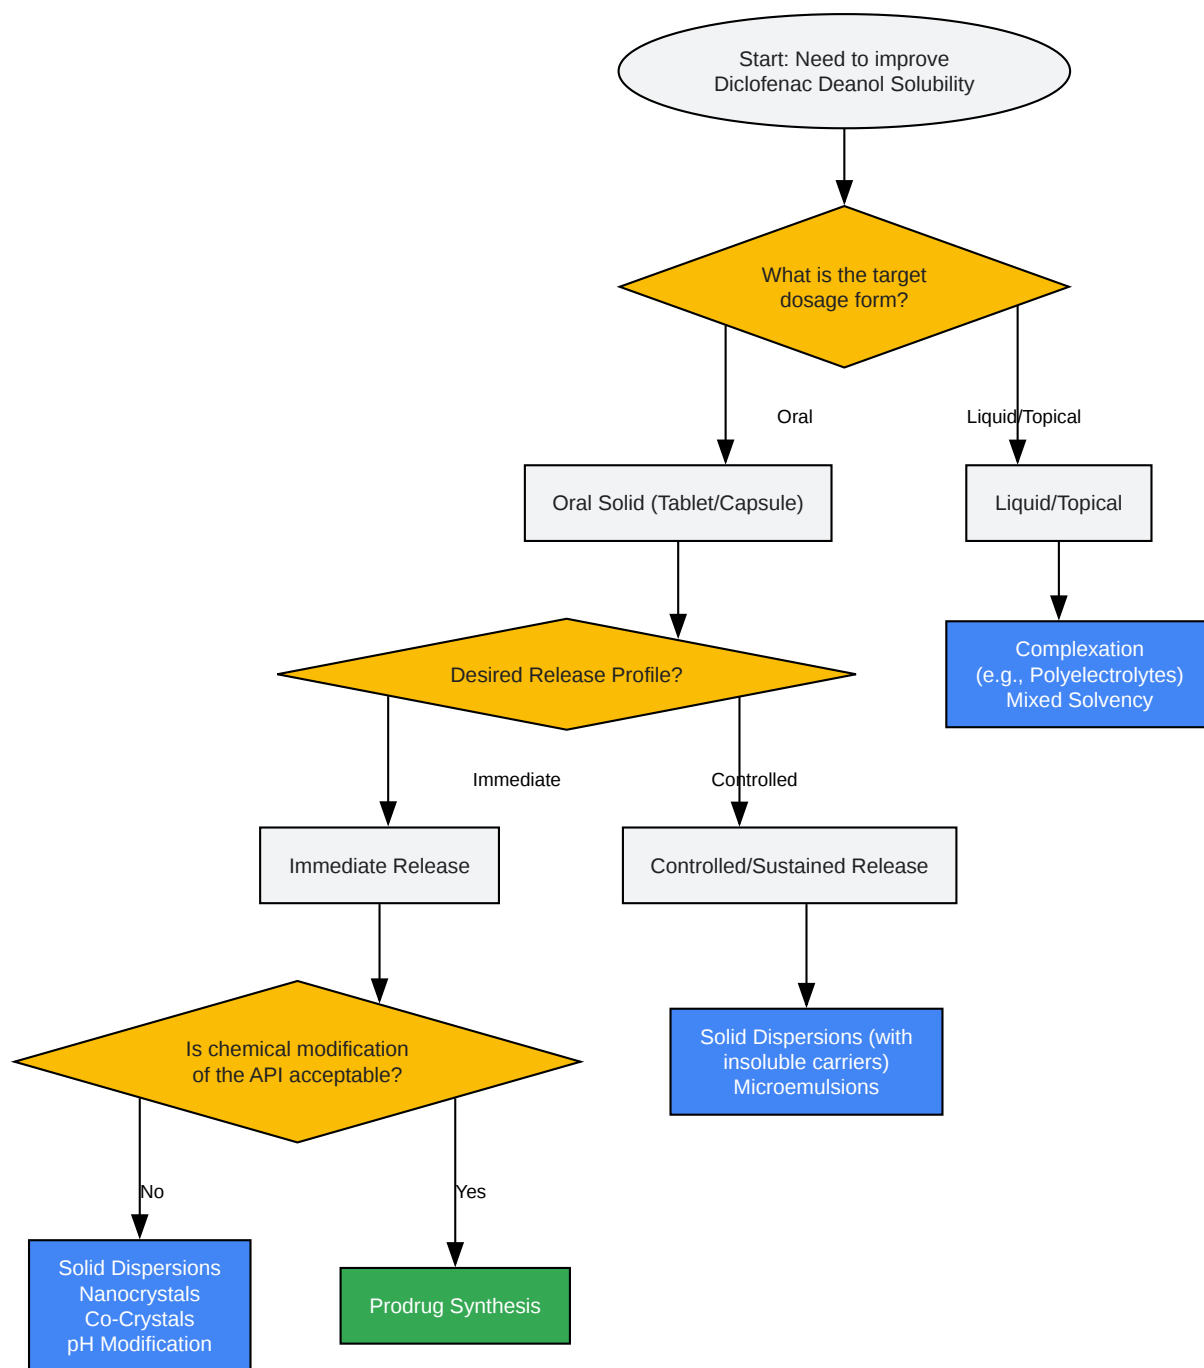 Start: Need to improve
Diclofenac Deanol Solubility
What is the target
dosage form?
Oral
Liquid/Topical
Oral Solid (Tablet/Capsule)
Liquid/Topical
Complexation
(e.g., Polyelectrolytes)
Mixed Solvency
Desired Release Profile?
Immediate
Controlled
Immediate Release
Controlled/Sustained Release
Solid Dispersions (with
insoluble carriers)
Microemulsions
Is chemical modification
of the API acceptable?
No
Yes
Solid Dispersions
Nanocrystals
Co-Crystals
pH Modification
Prodrug Synthesis